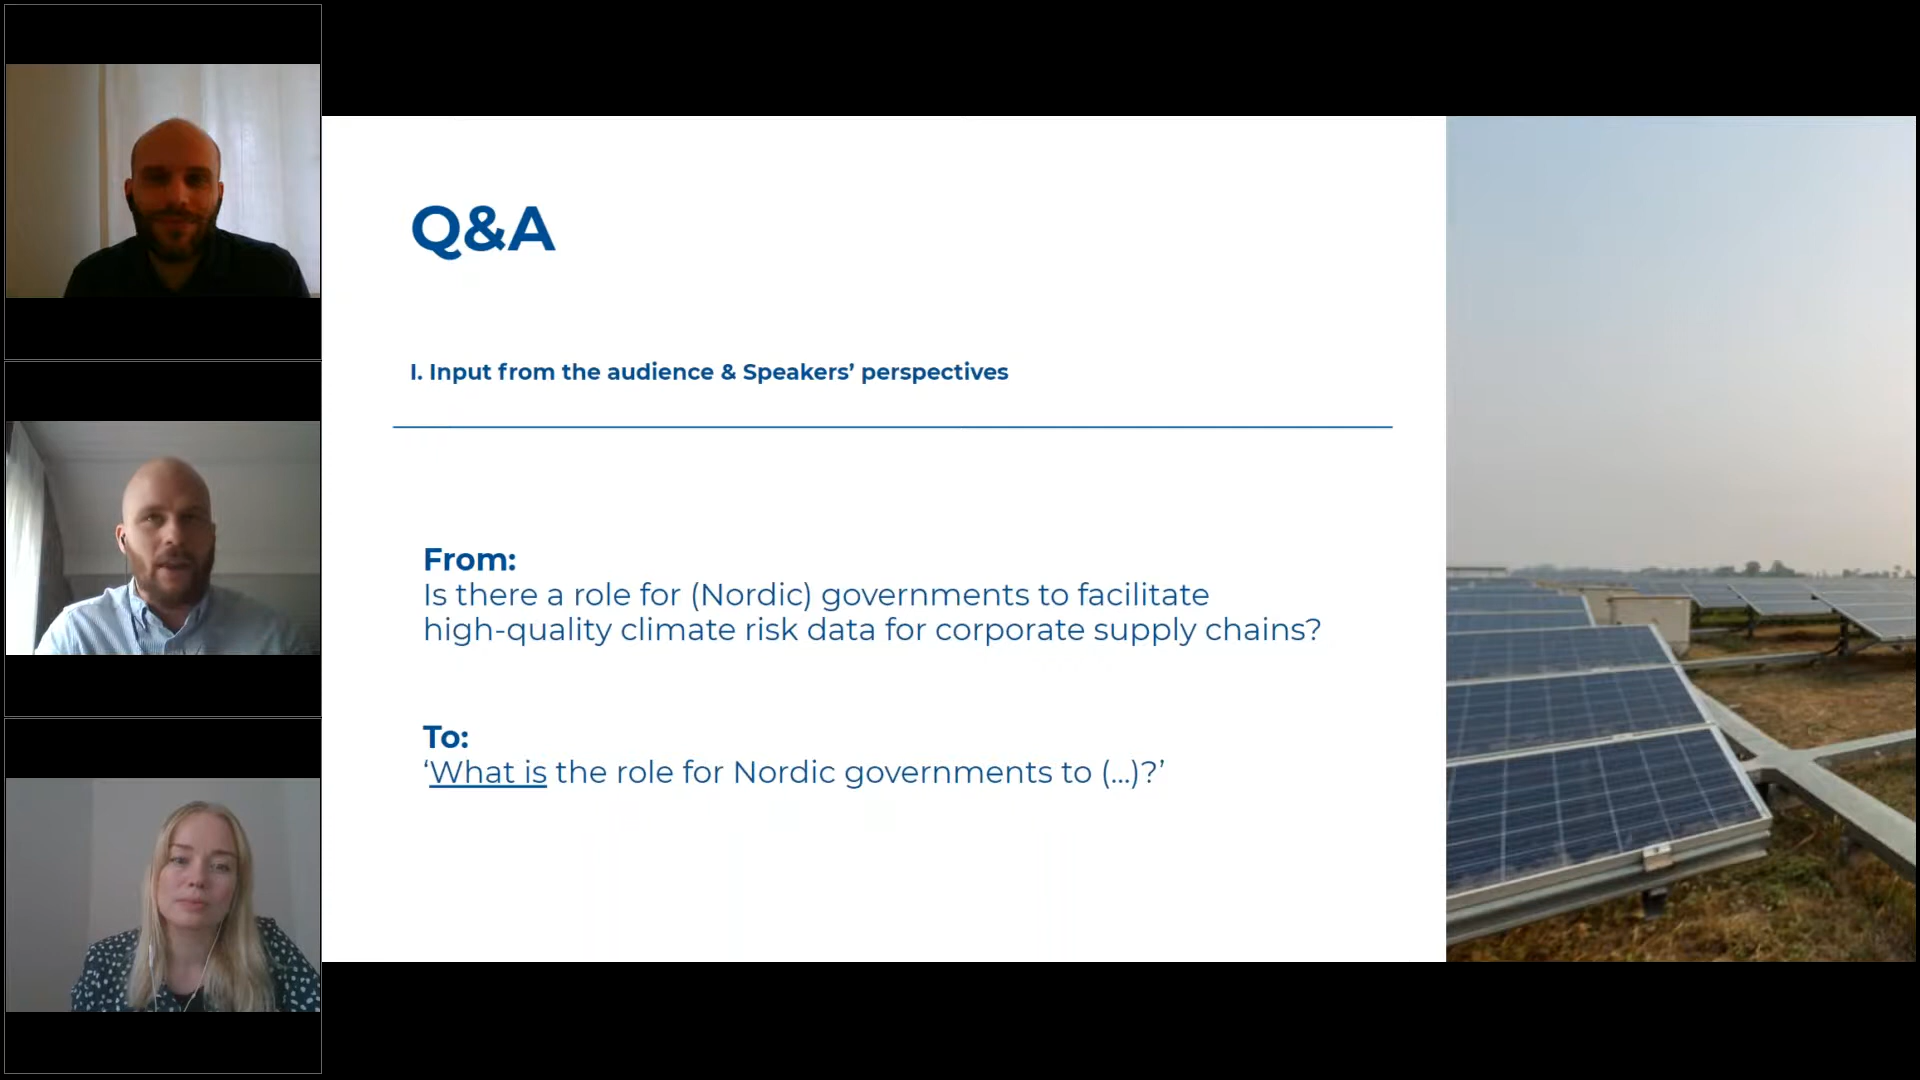 Q&A
I. Input from the audience & Speakers’ perspectives
From:
Is there a role for (Nordic) governments to facilitate
high-quality climate risk data for corporate supply chains?
To:
‘What is the role for Nordic governments to (...)?’